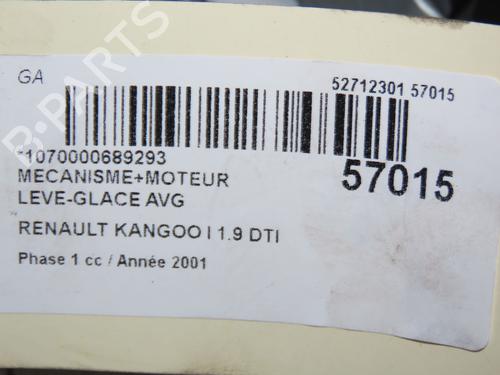 GA
52712301 57015
*1070000689293
57015
MECANISME+MOTEUR
LEVE-GLACE AVG
RENAULT KANGOO I 1.9 DTI
Phase 1 cc / Année 2001
B-PARTS